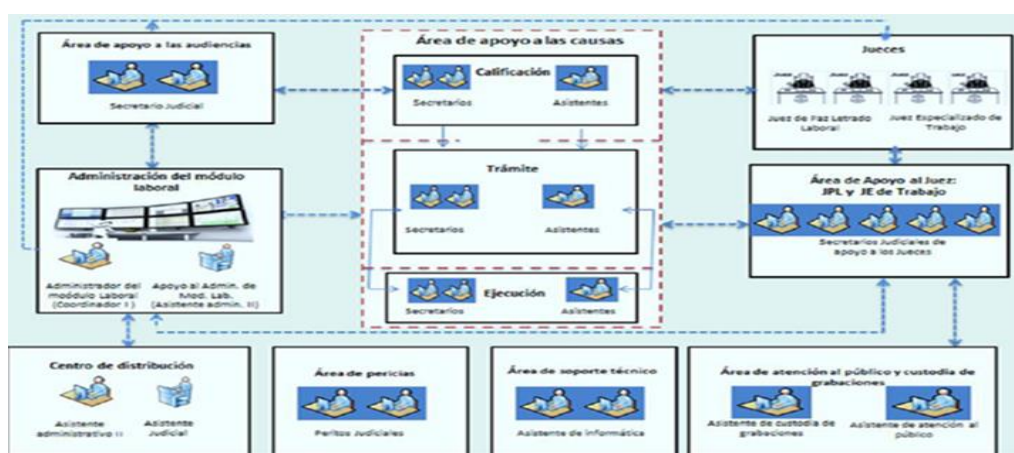 Área de apoyo a las audiencias
Secretario Judicial
Área de apoyo a las causas
Calificación
Secretarios
Asistentes
Jueces
Juez
Juez
Juez
Juez
Juez de Paz Letrado
Laboral
Juez Especializado de
Trabajo
Administración del módulo
laboral
Administrador del
moódulo Laboral
(Coordinador I )
Apoyo al Admin. de
Mod. Lab.
(Asistente admin. II)
Trámite
Secretarios
Asistentes
Ejecución
Secretarios
Asistentes
Área de Apoyo al Juez:
JPL y JE de Trabajo
Secretarios Judiciales de
apoyo a los Jueces
Centro de distribución
Asistente
administrativo II
Asistente
Judicial
Área de pericias
Peritos Judiciales
Área de soporte técnico
Asistente de informática
Área de atención al público y custodia de
grabaciones
Asistente de custodia de
grabaciones
Asistente de atención al
público